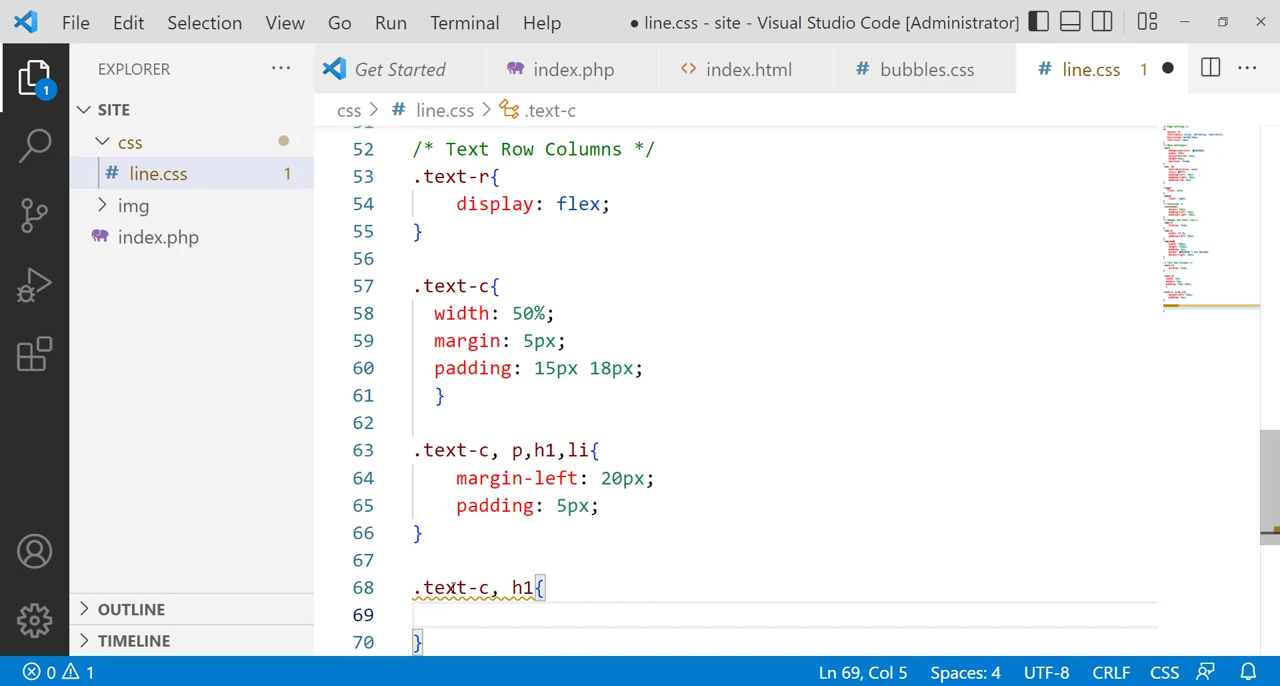 File Edit Selection View Go Run Terminal Help
● line.css - site - Visual Studio Code [Administrator]
EXPLORER
Get Started
index.php
index.html
# bubbles.css
# line.css 1 ●
SITE
css > # line.css > .text-c
css
# line.css 1
img
index.php
1
52 /* Text Row Columns */
53 .text-r{
54 display: flex;
55 }
56
57 .text-c{
58 width: 50%;
59 margin: 5px;
60 padding: 15px 18px;
61 }
62
63 .text-c, p,h1,li{
64 margin-left: 20px;
65 padding: 5px;
66 }
67
68 .text-c, h1{
69
70 }
OUTLINE
TIMELINE
0 1
Ln 69, Col 5 Spaces: 4 UTF-8 CRLF CSS